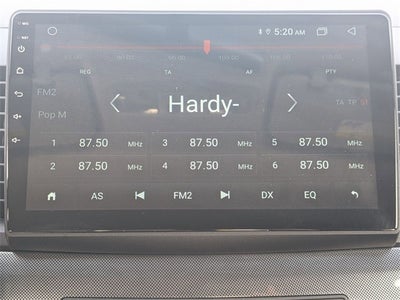 5:20 AM
REG TA AF PTY
FM2
Hardy-
TA TP ST
Pop M
1 87.50 MHz 3 87.50 MHz 5 87.50 MHz
2 87.50 MHz 4 87.50 MHz 6 87.50 MHz
AS FM2 DX EQ